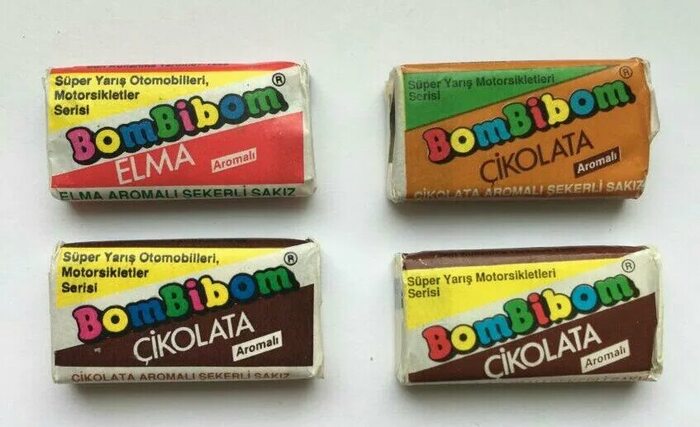 Süper Yarış Otomobilleri,
Motorsikletler
Serisi
BomBibom®
ELMA
Aromalı
ELMA AROMALI ŞEKERLİ SAKIZ
Süper Yarış Motorsikletleri
Serisi
BomBibom®
ÇİKOLATA
Aromalı
ÇİKOLATA AROMALI ŞEKERLİ SAKIZ
Süper Yarış Otomobilleri,
Motorsikletler
Serisi
BomBibom®
ÇİKOLATA
Aromalı
ÇİKOLATA AROMALI ŞEKERLİ SAKIZ
Süper Yarış Motorsikletleri
Serisi
BomBibom®
ÇİKOLATA
Aromalı